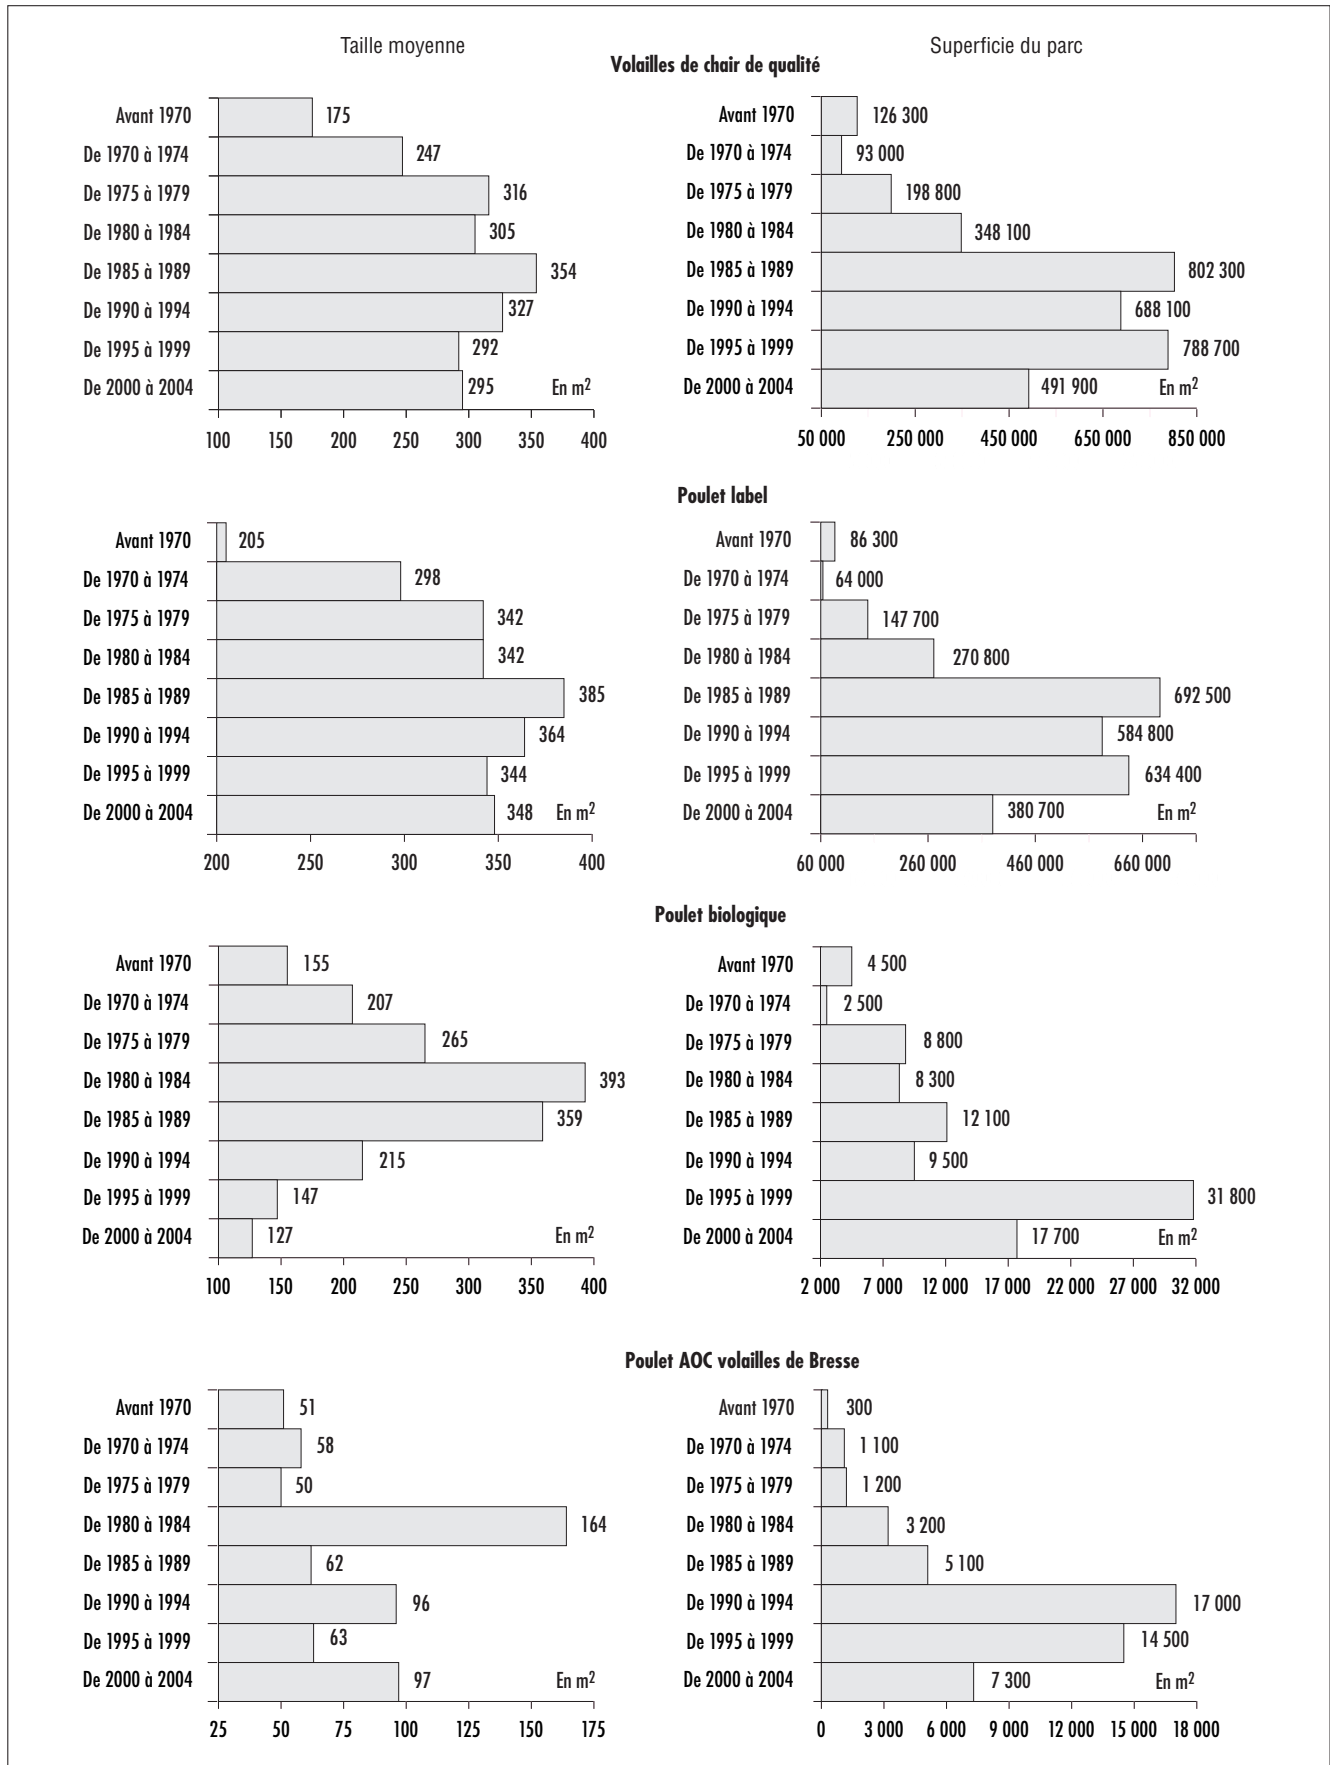 Taille moyenne
Superficie du parc
Volailles de chair de qualité
Avant 1970 175
De 1970 à 1974 247
De 1975 à 1979 316
De 1980 à 1984 305
De 1985 à 1989 354
De 1990 à 1994 327
De 1995 à 1999 292
De 2000 à 2004 295 En m²
100 150 200 250 300 350 400
Avant 1970 126 300
De 1970 à 1974 93 000
De 1975 à 1979 198 800
De 1980 à 1984 348 100
De 1985 à 1989 802 300
De 1990 à 1994 688 100
De 1995 à 1999 788 700
De 2000 à 2004 491 900 En m²
50 000 250 000 450 000 650 000 850 000
Poulet label
Avant 1970 205
De 1970 à 1974 298
De 1975 à 1979 342
De 1980 à 1984 342
De 1985 à 1989 385
De 1990 à 1994 364
De 1995 à 1999 344
De 2000 à 2004 348 En m²
200 250 300 350 400
Avant 1970 86 300
De 1970 à 1974 64 000
De 1975 à 1979 147 700
De 1980 à 1984 270 800
De 1985 à 1989 692 500
De 1990 à 1994 584 800
De 1995 à 1999 634 400
De 2000 à 2004 380 700 En m²
60 000 260 000 460 000 660 000
Poulet biologique
Avant 1970 155
De 1970 à 1974 207
De 1975 à 1979 265
De 1980 à 1984 393
De 1985 à 1989 359
De 1990 à 1994 215
De 1995 à 1999 147
De 2000 à 2004 127 En m²
100 150 200 250 300 350 400
Avant 1970 4 500
De 1970 à 1974 2 500
De 1975 à 1979 8 800
De 1980 à 1984 8 300
De 1985 à 1989 12 100
De 1990 à 1994 9 500
De 1995 à 1999 31 800
De 2000 à 2004 17 700 En m²
2 000 7 000 12 000 17 000 22 000 27 000 32 000
Poulet AOC volailles de Bresse
Avant 1970 51
De 1970 à 1974 58
De 1975 à 1979 50
De 1980 à 1984 164
De 1985 à 1989 62
De 1990 à 1994 96
De 1995 à 1999 63
De 2000 à 2004 97 En m²
25 50 75 100 125 150 175
Avant 1970 300
De 1970 à 1974 1 100
De 1975 à 1979 1 200
De 1980 à 1984 3 200
De 1985 à 1989 5 100
De 1990 à 1994 17 000
De 1995 à 1999 14 500
De 2000 à 2004 7 300 En m²
0 3 000 6 000 9 000 12 000 15 000 18 000